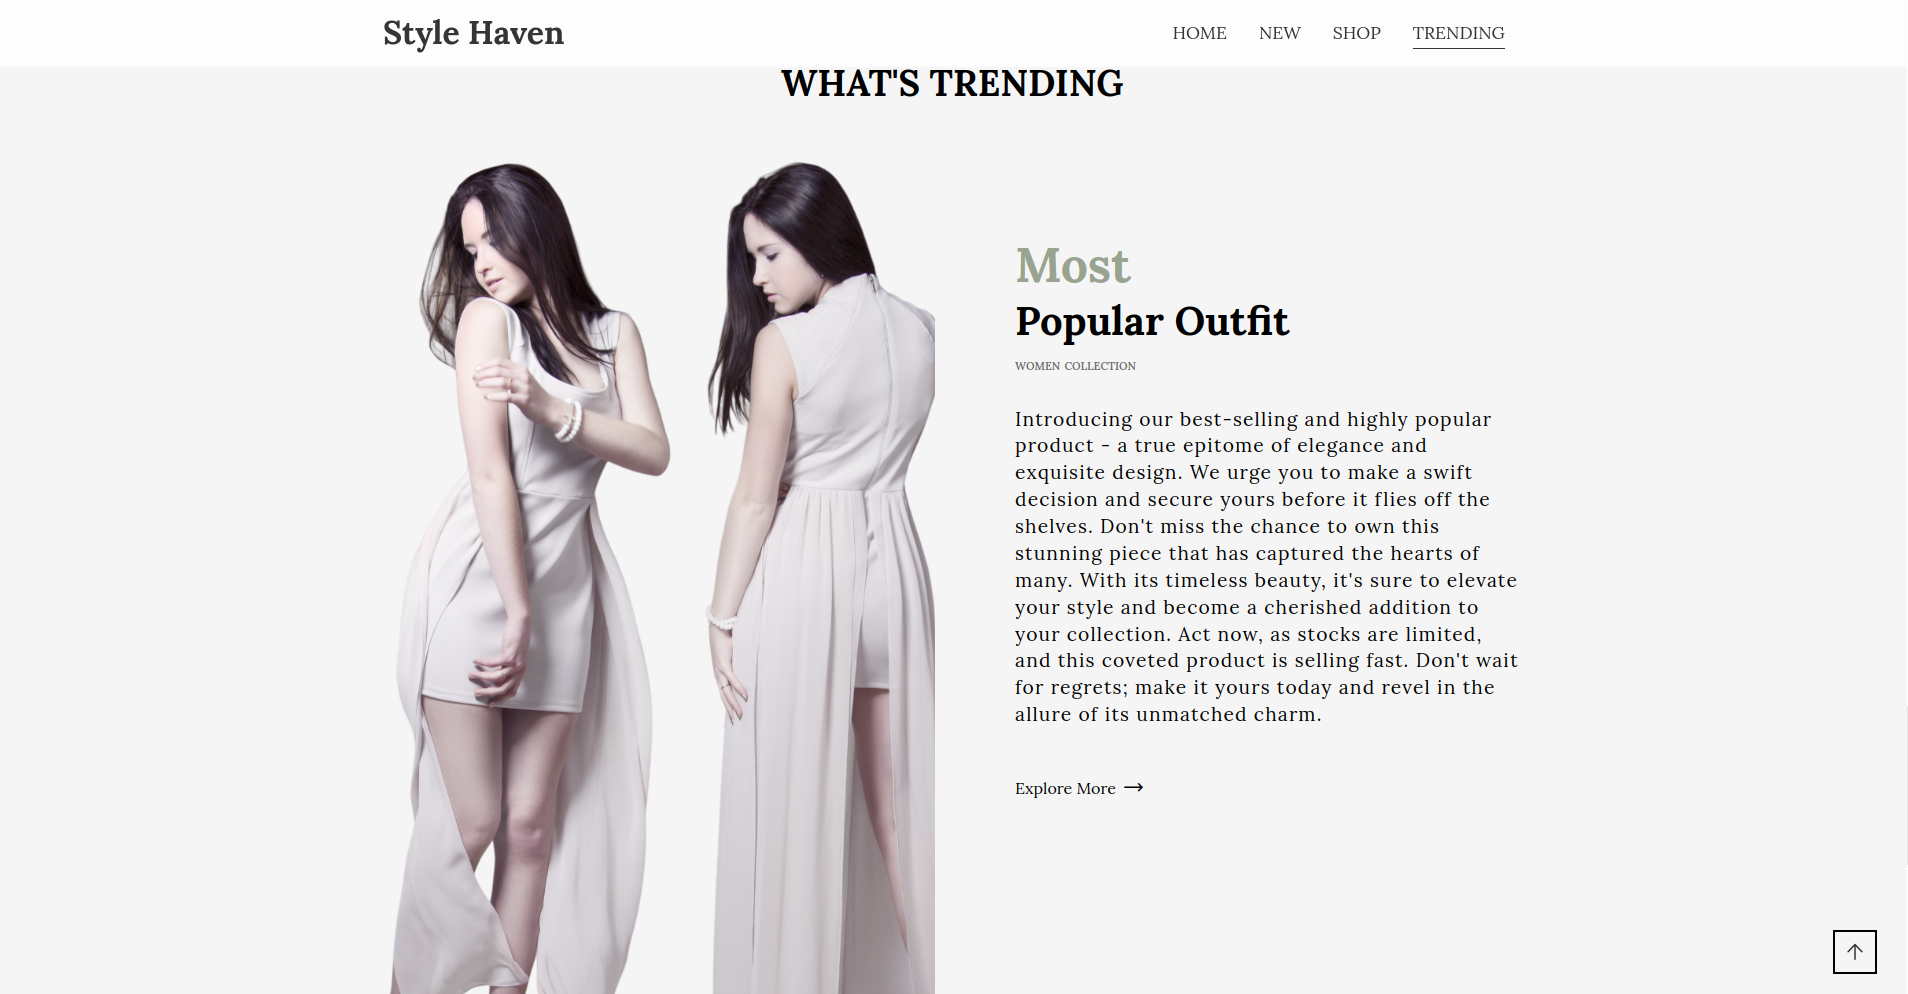 Style Haven
HOME NEW SHOP TRENDING
WHAT'S TRENDING
Most
Popular Outfit
WOMEN COLLECTION
Introducing our best-selling and highly popular
product - a true epitome of elegance and
exquisite design. We urge you to make a swift
decision and secure yours before it flies off the
shelves. Don't miss the chance to own this
stunning piece that has captured the hearts of
many. With its timeless beauty, it's sure to elevate
your style and become a cherished addition to
your collection. Act now, as stocks are limited,
and this coveted product is selling fast. Don't wait
for regrets; make it yours today and revel in the
allure of its unmatched charm.
Explore More